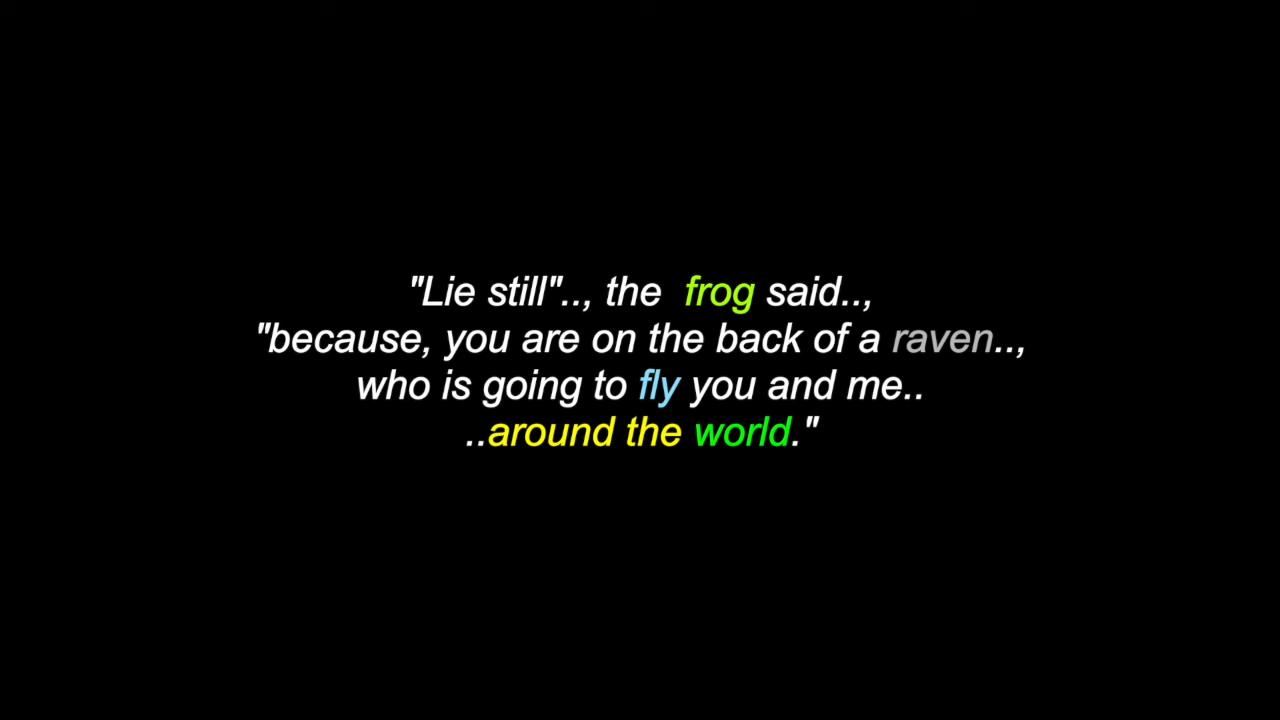 "Lie still".., the  frog said..,
"because, you are on the back of a raven..,
who is going to fly you and me..
..around the world."